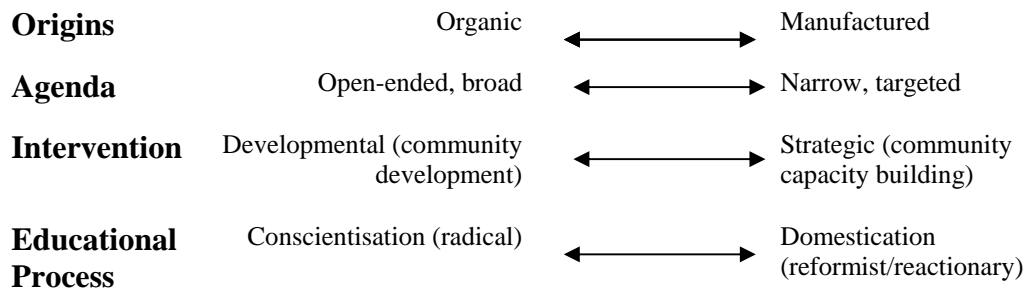 Origins Organic Manufactured
Agenda Open-ended, broad Narrow, targeted
Intervention Developmental (community development) Strategic (community capacity building)
Educational Process Conscientisation (radical) Domestication (reformist/reactionary)